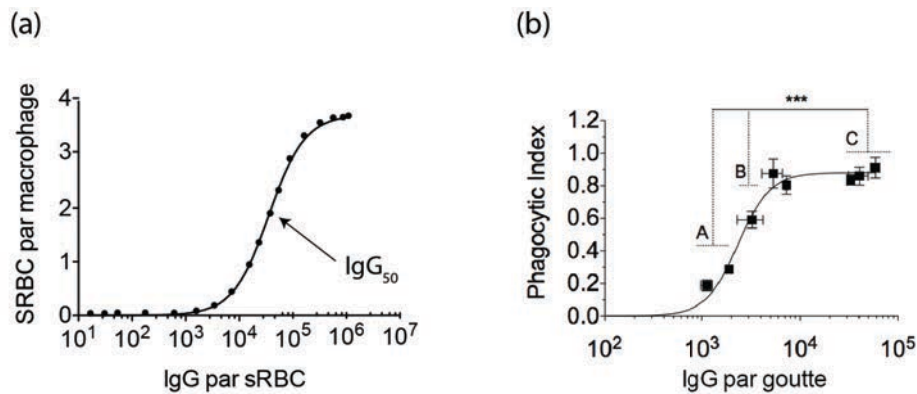 (a)
SRBC par macrophage
4
3
2
1
0
IgG₅₀
10¹ 10² 10³ 10⁴ 10⁵ 10⁶ 10⁷
IgG par sRBC
(b)
Phagocytic Index
***
1.2
1.0
0.8
0.6
0.4
0.2
0.0
A
B
C
10² 10³ 10⁴ 10⁵
IgG par goutte